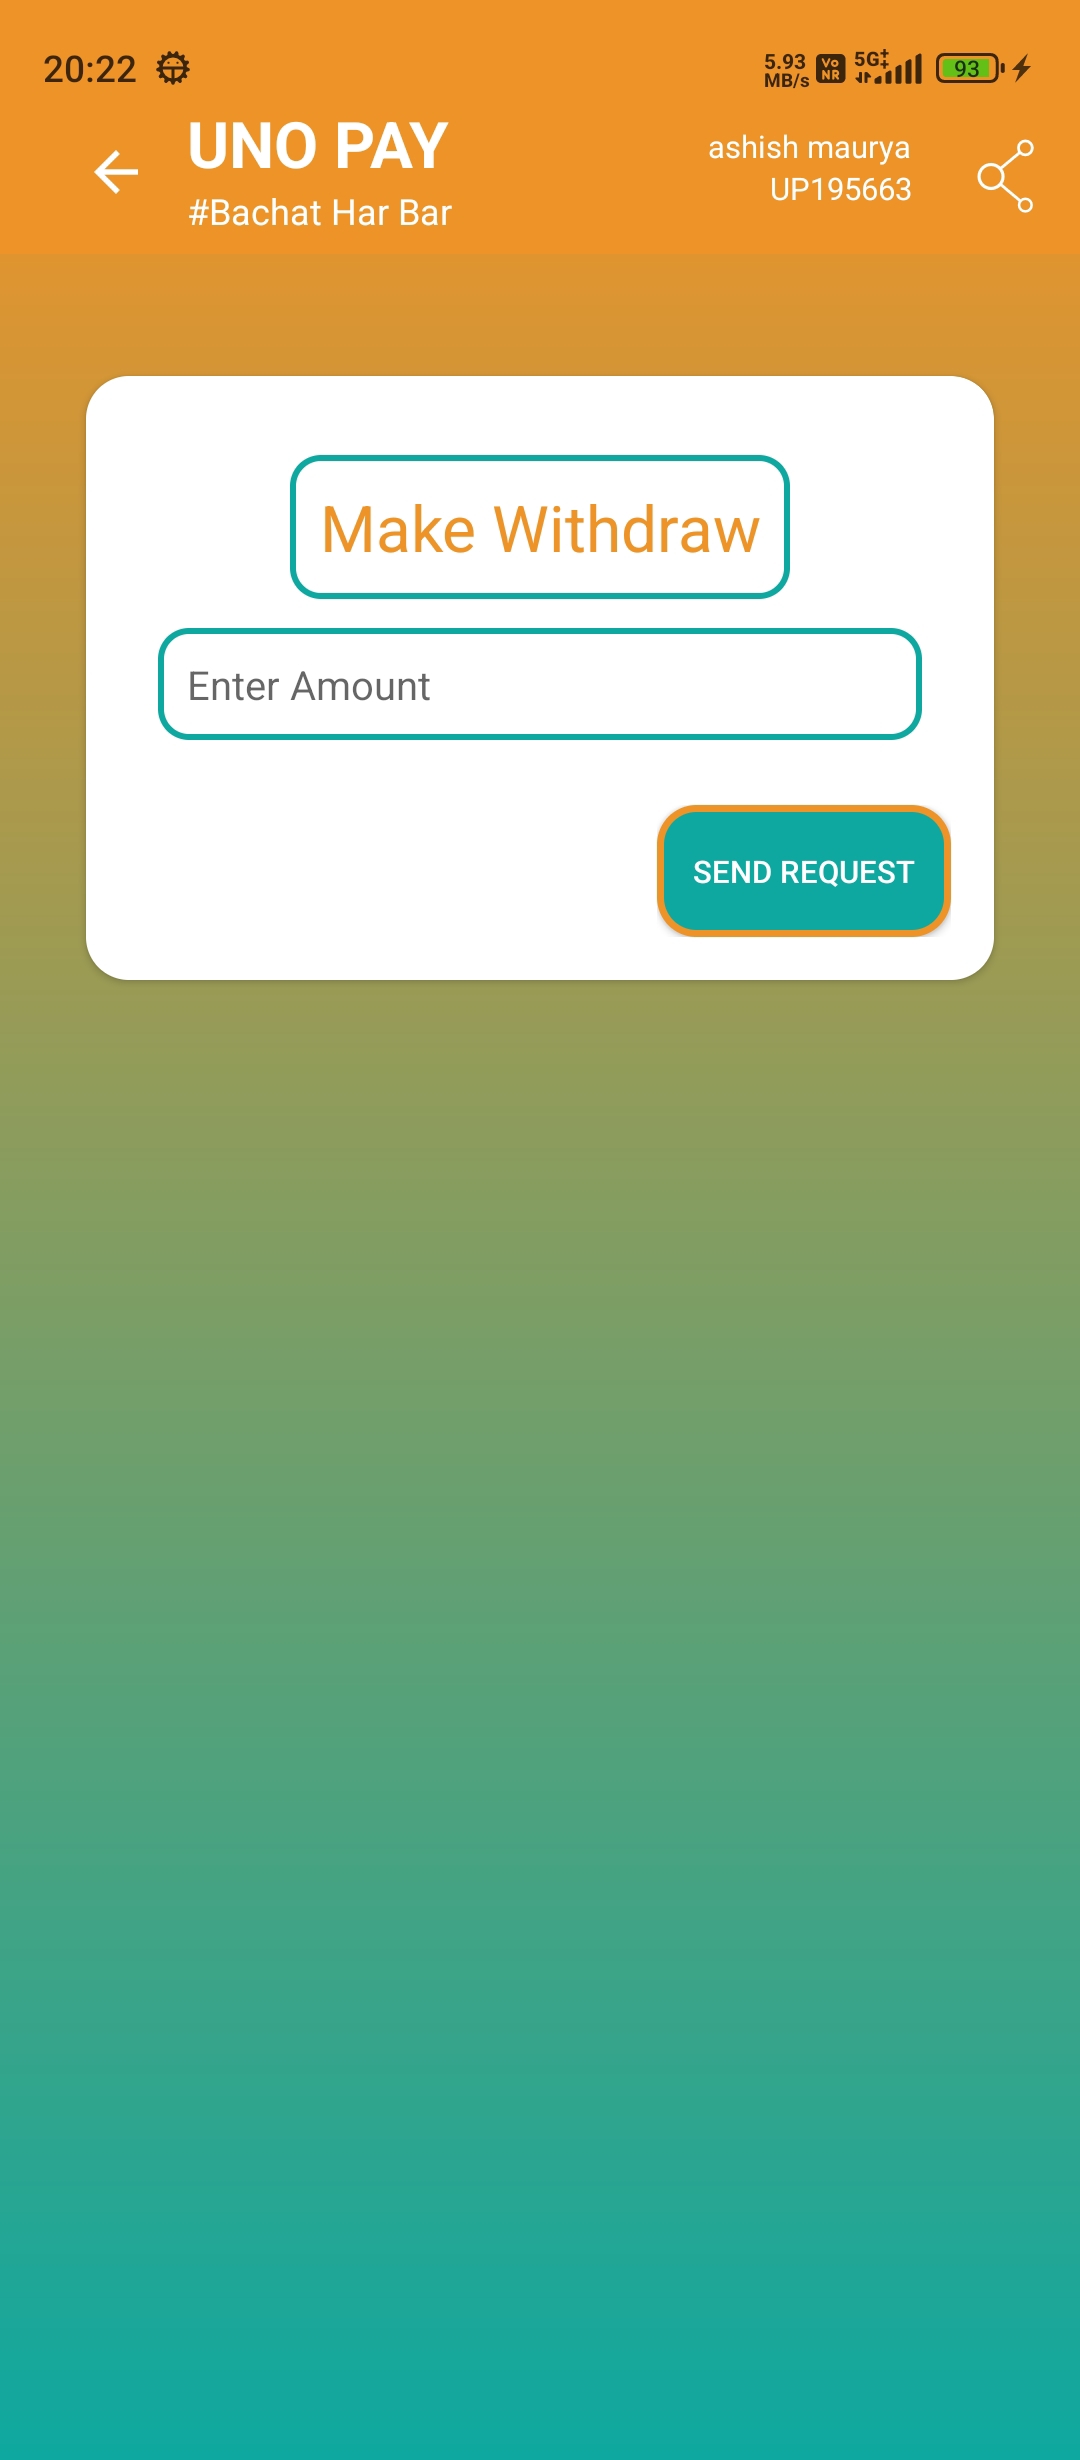 20:22
5.93
MB/s
Vo
NR
5G‡
93
UNO PAY
#Bachat Har Bar
ashish maurya
UP195663
Make Withdraw
Enter Amount
SEND REQUEST